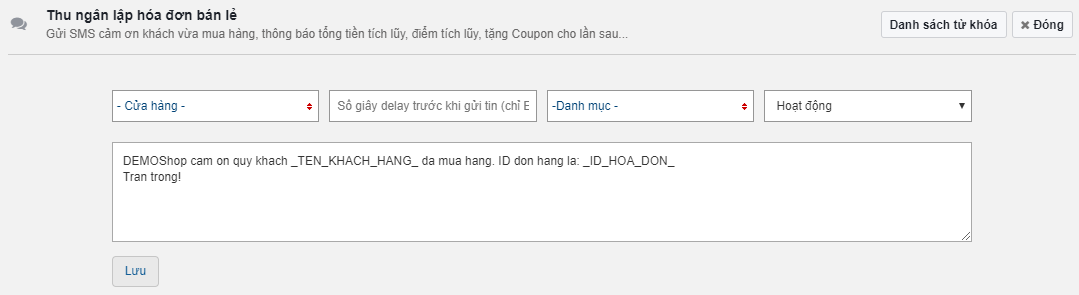 Thu ngân lập hóa đơn bán lẻ
Gửi SMS cảm ơn khách vừa mua hàng, thông báo tổng tiền tích lũy, điểm tích lũy, tặng Coupon cho lần sau...
Danh sách từ khóa
✖ Đóng
- Cửa hàng -
Số giây delay trước khi gửi tin (chỉ E
-Danh mục -
Hoạt động
DEMOShop cam on quy khach _TEN_KHACH_HANG_ da mua hang. ID don hang la: _ID_HOA_DON_
Tran trong!
Lưu